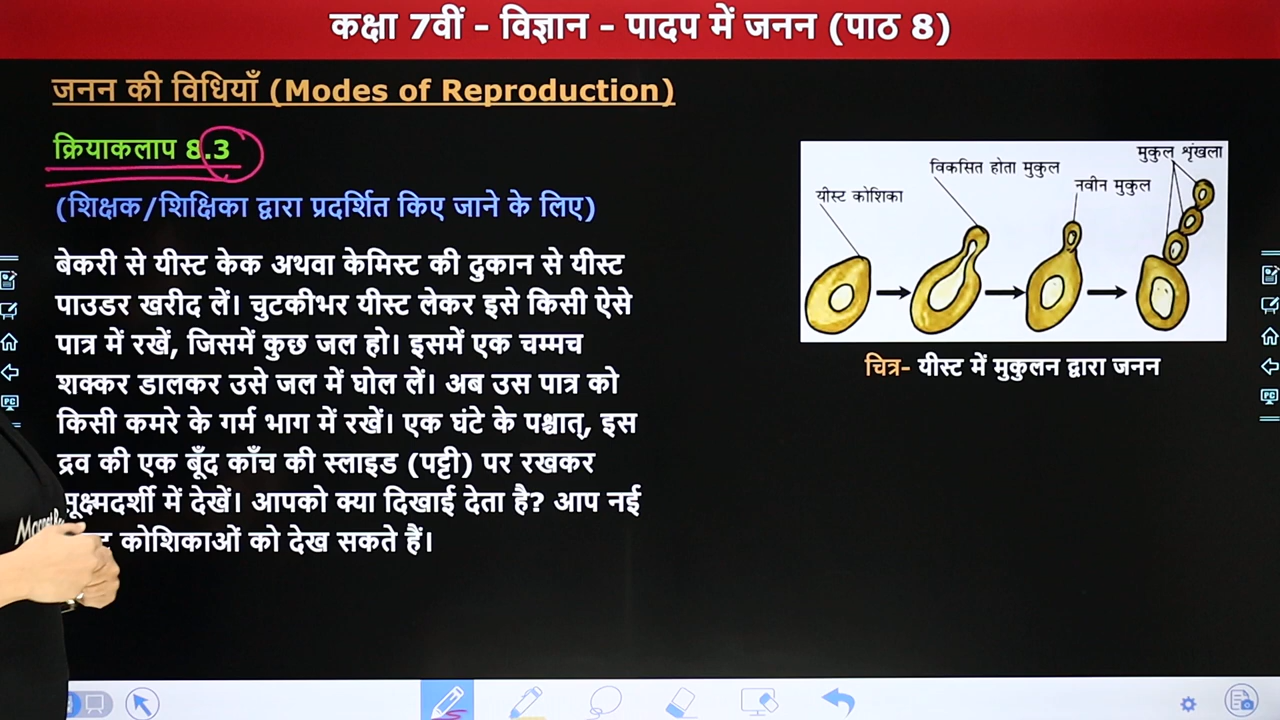 कक्षा 7वीं - विज्ञान - पादप में जनन (पाठ 8)
जनन की विधियाँ (Modes of Reproduction)
क्रियाकलाप 8.3
(शिक्षक/शिक्षिका द्वारा प्रदर्शित किए जाने के लिए)
बेकरी से यीस्ट केक अथवा केमिस्ट की दुकान से यीस्ट
पाउडर खरीद लें। चुटकीभर यीस्ट लेकर इसे किसी ऐसे
पात्र में रखें, जिसमें कुछ जल हो। इसमें एक चम्मच
शक्कर डालकर उसे जल में घोल लें। अब उस पात्र को
किसी कमरे के गर्म भाग में रखें। एक घंटे के पश्चात्, इस
द्रव की एक बूँद काँच की स्लाइड (पट्टी) पर रखकर
सूक्ष्मदर्शी में देखें। आपको क्या दिखाई देता है? आप नई
कोशिकाओं को देख सकते हैं।
यीस्ट कोशिका
विकसित होता मुकुल
नवीन मुकुल
मुकुल शृंखला
चित्र- यीस्ट में मुकुलन द्वारा जनन
PC
PC